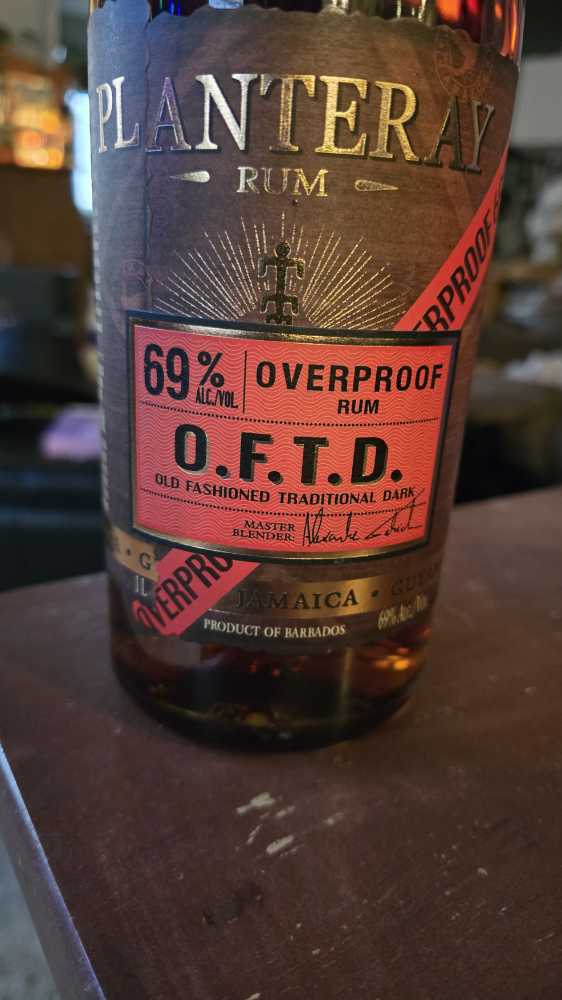 PLANTERAY
RUM
69% ALC./VOL.
OVERPROOF
RUM
O.F.T.D.
OLD FASHIONED TRADITIONAL DARK
MASTER
BLENDER:
JAMAICA •
1L
PRODUCT OF BARBADOS
69% Alc./Vol.